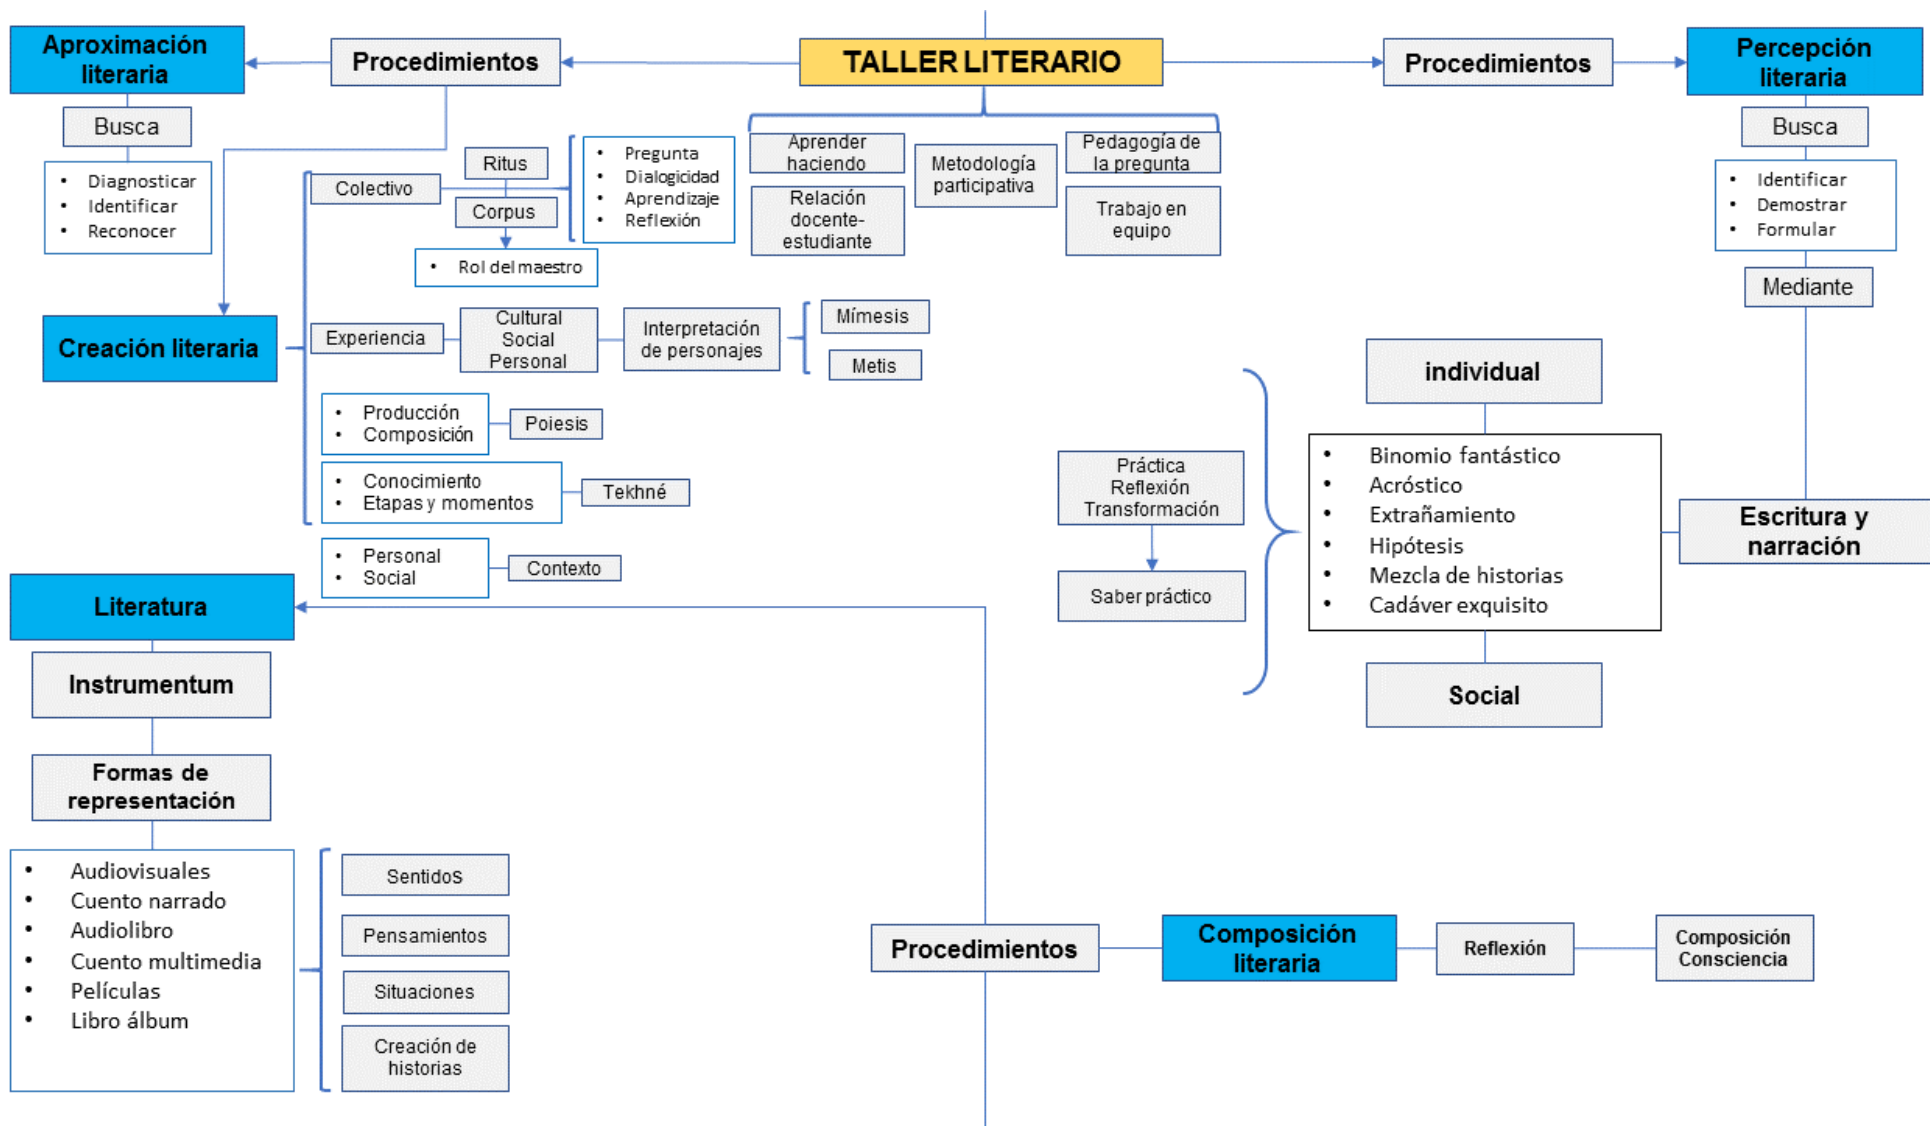 TALLER LITERARIO
Procedimientos
Aproximación
literaria
Busca
• Diagnosticar
• Identificar
• Reconocer
Creación literaria
Colectivo
Ritus
Corpus
• Pregunta
• Dialogicidad
• Aprendizaje
• Reflexión
• Rol del maestro
Experiencia
Cultural
Social
Personal
Interpretación
de personajes
Mímesis
Metis
• Producción
• Composición
Poiesis
• Conocimiento
• Etapas y momentos
Tekhné
• Personal
• Social
Contexto
Aprender
haciendo
Relación
docente-
estudiante
Metodología
participativa
Pedagogía de
la pregunta
Trabajo en
equipo
Procedimientos
Percepción
literaria
Busca
• Identificar
• Demostrar
• Formular
Mediante
Escritura y
narración
individual
• Binomio fantástico
• Acróstico
• Extrañamiento
• Hipótesis
• Mezcla de historias
• Cadáver exquisito
Social
Práctica
Reflexión
Transformación
Saber práctico
Literatura
Instrumentum
Formas de
representación
• Audiovisuales
• Cuento narrado
• Audiolibro
• Cuento multimedia
• Películas
• Libro álbum
Sentidos
Pensamientos
Situaciones
Creación de
historias
Procedimientos
Composición
literaria
Reflexión
Composición
Consciencia